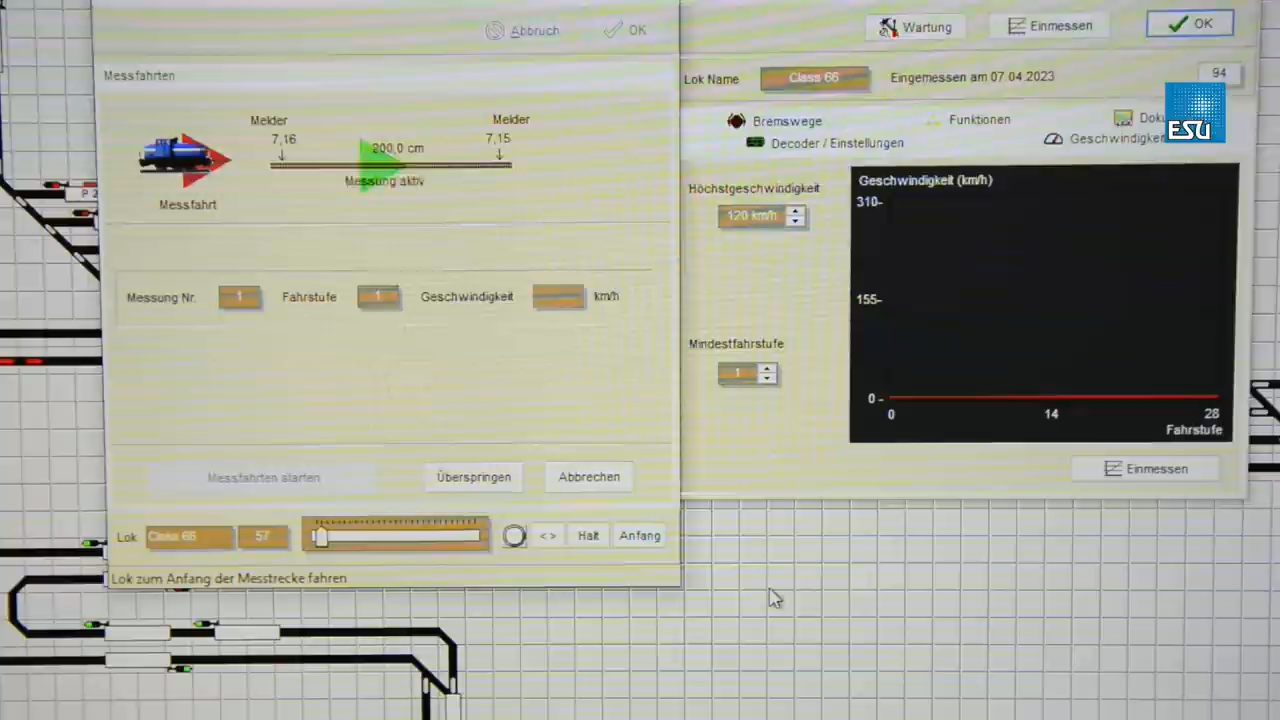 Abbruch
OK
Messfahrten
Melder
7,16
Melder
7,15
200,0 cm
Messung aktiv
Messfahrt
Messung Nr.
1
Fahrstufe
1
Geschwindigkeit
km/h
Messfahrten starten
Überspringen
Abbrechen
Lok
Class 66
57
<>
Halt
Anfang
Lok zum Anfang der Messtrecke fahren
Wartung
Einmessen
OK
Lok Name
Class 66
Eingemessen am 07.04.2023
94
Bremswege
Funktionen
Doku
Decoder / Einstellungen
Geschwindigkei
ESU
Höchstgeschwindigkeit
120 km/h
Mindestfahrstufe
1
Geschwindigkeit (km/h)
310-
155-
0 -
0
14
28
Fahrstufe
Einmessen